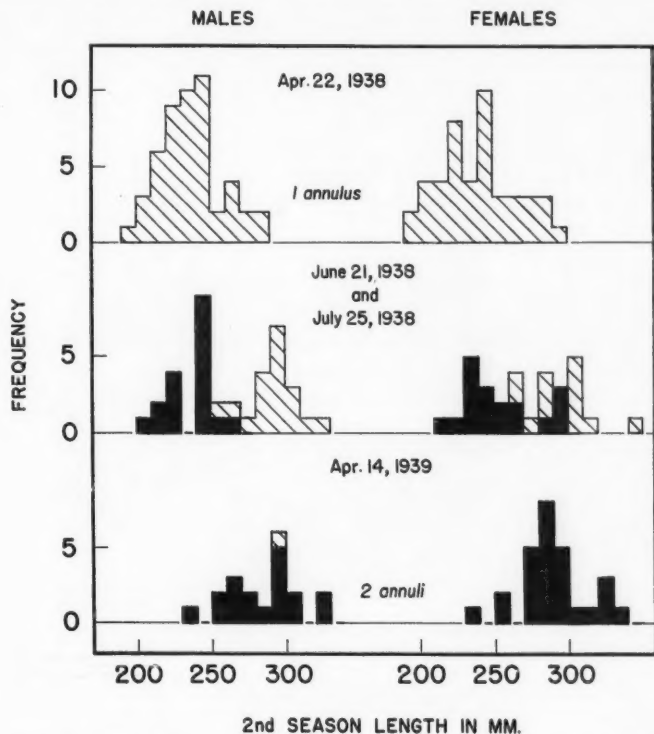 MALES FEMALES
10
5
0
Apr. 22, 1938
1 annulus
June 21, 1938
and
July 25, 1938
5
0
FREQUENCY
Apr. 14, 1939
5
0
2 annuli
200 250 300 200 250 300
2nd SEASON LENGTH IN MM.